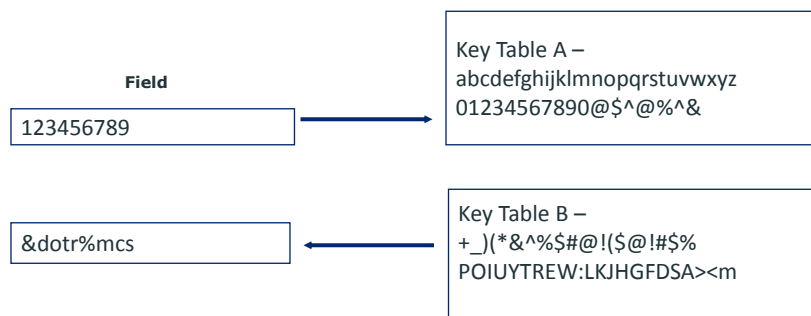 Field
123456789
Key Table A –
abcdefghijklmnopqrstuvwxyz
01234567890@$^@%^&
&dotr%mcs
Key Table B –
+_)(*&^%$#@!($@!#$%
POIUYTREW:LKJHGFDSA><m